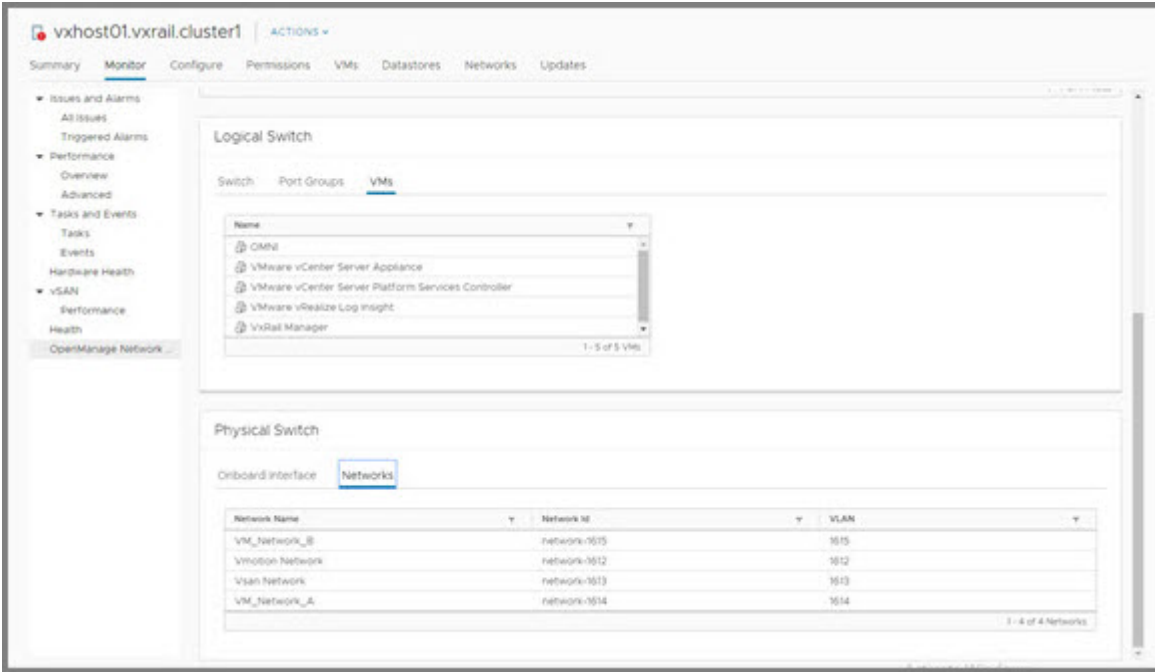 vxhost01.vxrail.cluster1 ACTIONS
Summary Monitor Configure Permissions VMs Datastores Networks Updates
Issues and Alarms
All Issues
Triggered Alarms
Performance
Overview
Advanced
Tasks and Events
Tasks
Events
Hardware Health
vSAN
Performance
Health
OpenManage Network ...
Logical Switch
Switch Port Groups VMs
Name
OMNI
VMware vCenter Server Appliance
VMware vCenter Server Platform Services Controller
VMware vRealize Log Insight
VxRail Manager
1 - 5 of 5 VMs
Physical Switch
Onboard Interface Networks
Network Name Network Id VLAN
VM_Network_B network-1615 1615
Vmotion Network network-1612 1612
Vsan Network network-1613 1613
VM_Network_A network-1614 1614
1 - 4 of 4 Networks